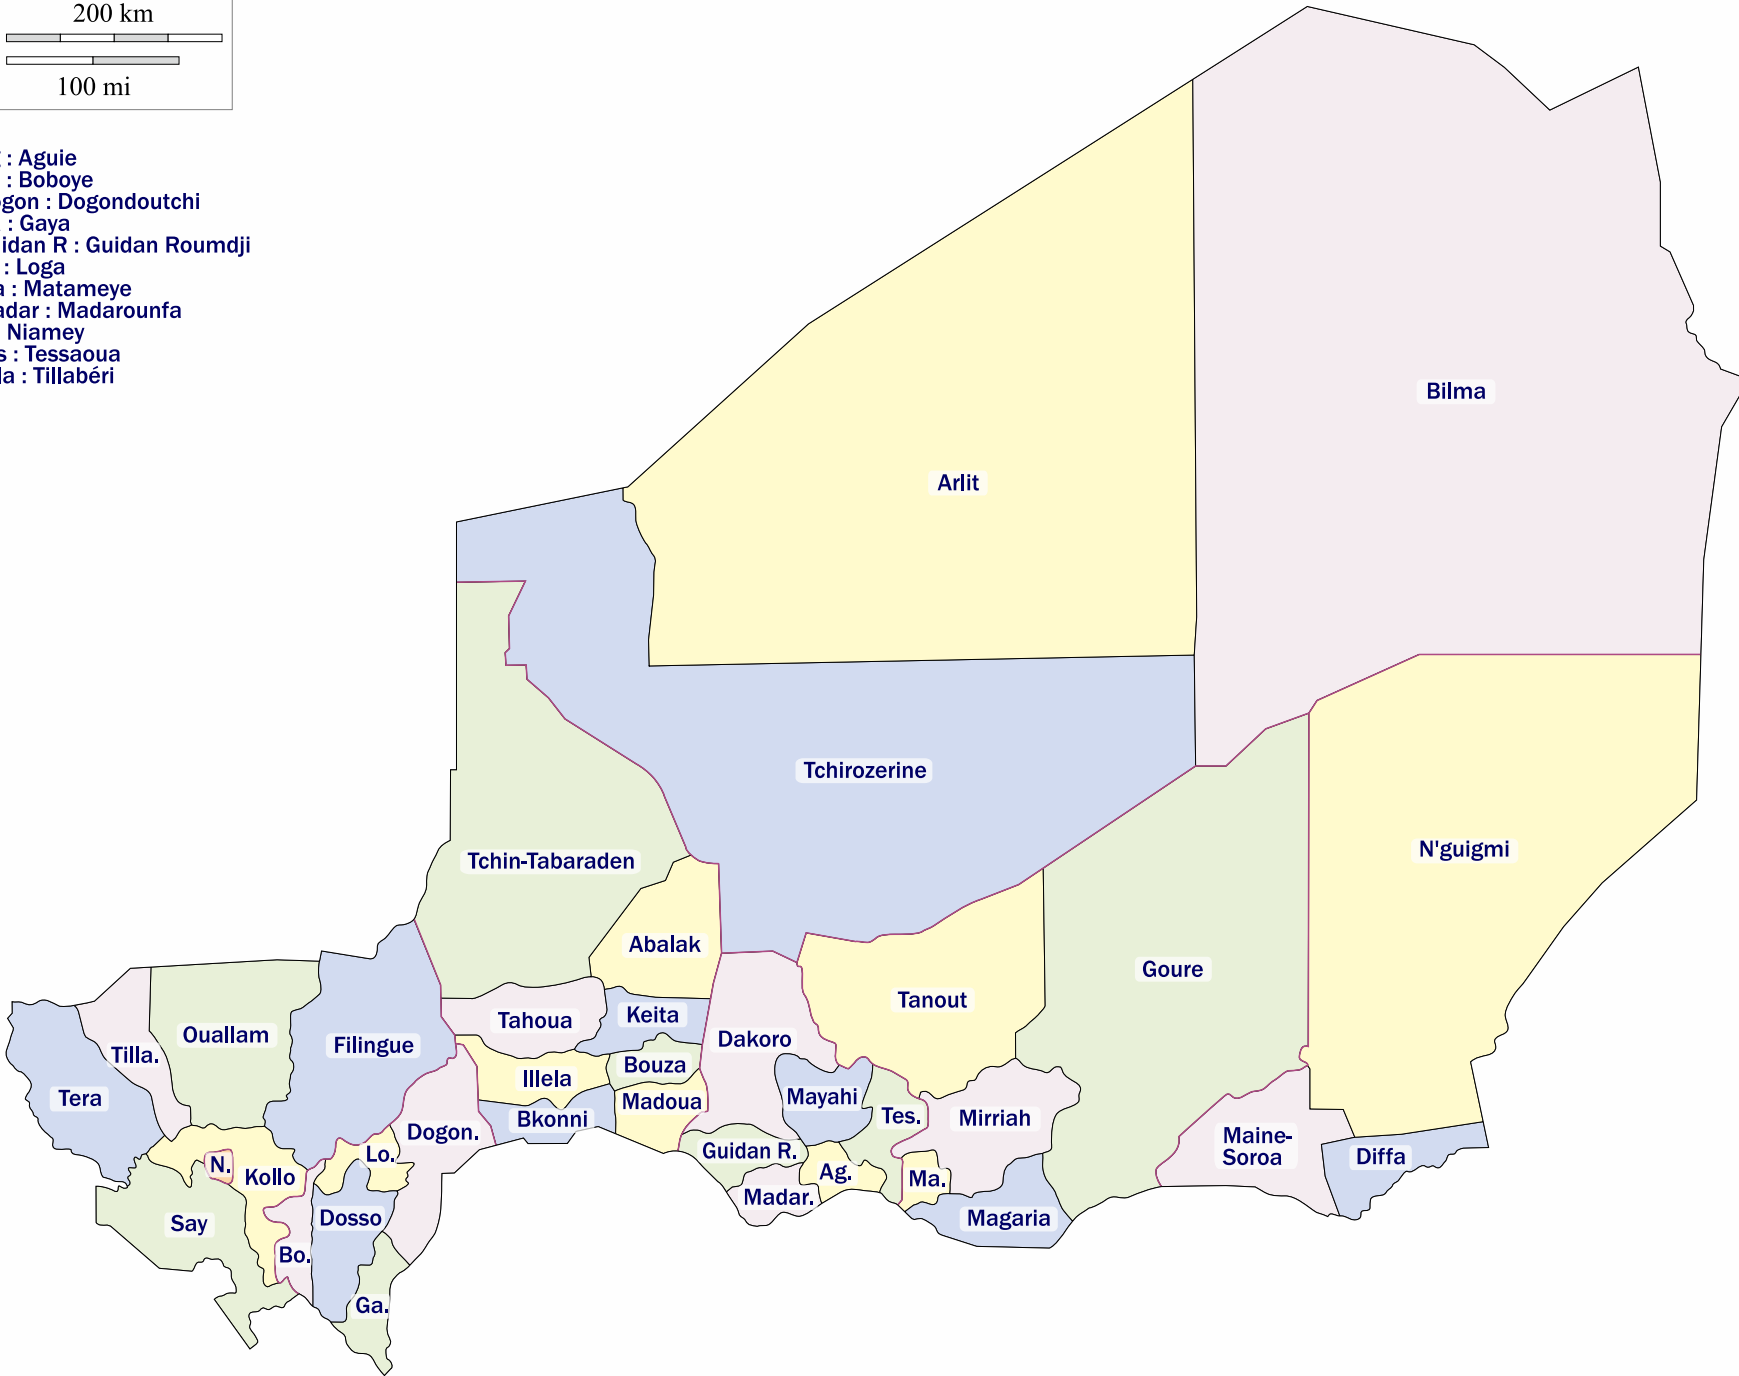 200 km
100 mi
: Aguie
: Boboye
gon : Dogondoutchi
: Gaya
idan R : Guidan Roumdji
: Loga
a : Matameye
adar : Madarounfa
Niamey
s : Tessaoua
la : Tillabéri
Bilma
Arlit
Tchirozerine
N'guigmi
Tchin-Tabaraden
Abalak
Goure
Tanout
Keita
Tahoua
Ouallam
Filingue
Dakoro
Tilla.
Bouza
Illela
Tera
Mayahi
Madoua
Tes.
Mirriah
Bkonni
Dogon.
Maine-
Soroa
Guidan R.
Lo.
Diffa
N.
Kollo
Ag.
Ma.
Madar.
Say
Dosso
Magaria
Bo.
Ga.